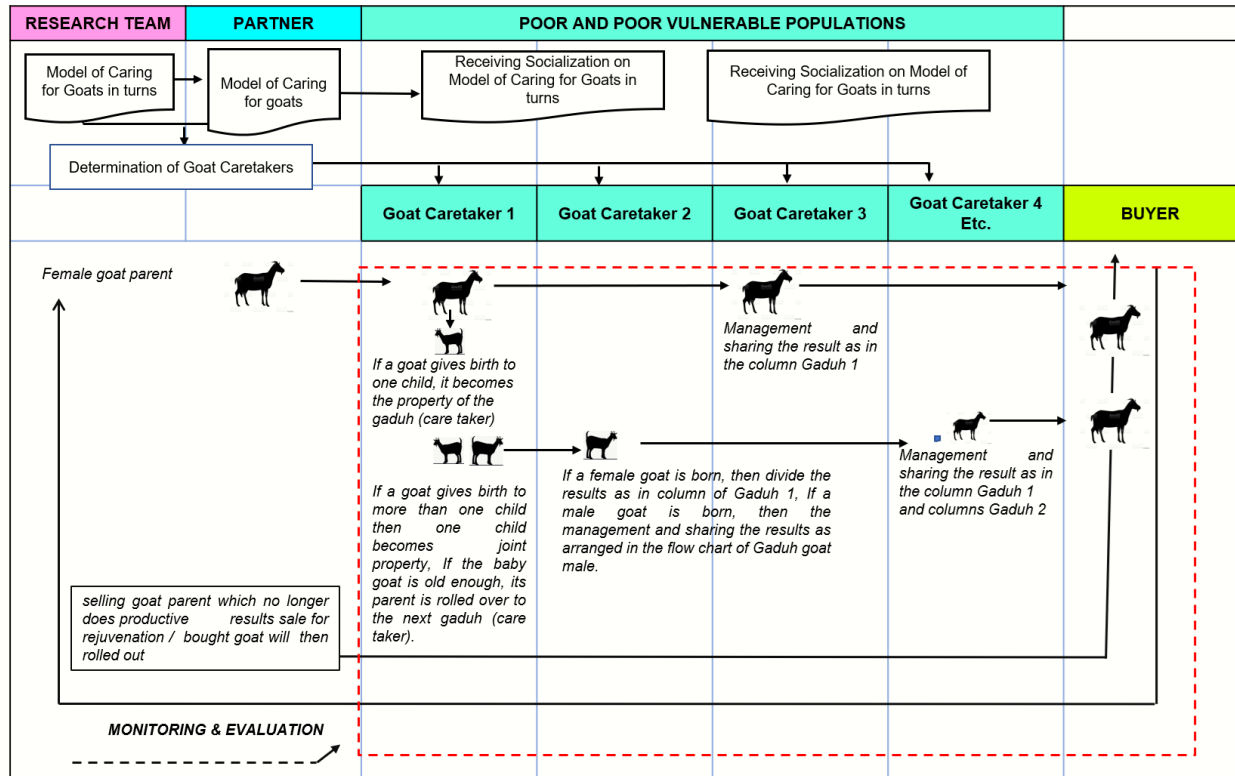 RESEARCH TEAM
PARTNER
POOR AND POOR VULNERABLE POPULATIONS
Model of Caring
for Goats in turns
Model of Caring
for goats
Receiving Socialization on
Model of Caring for Goats in
turns
Receiving Socialization on Model of
Caring for Goats in turns
Determination of Goat Caretakers
Goat Caretaker 1
Goat Caretaker 2
Goat Caretaker 3
Goat Caretaker 4
Etc.
BUYER
Female goat parent
If a goat gives birth to
one child, it becomes
the property of the
gaduh (care taker)
Management and
sharing the result as in
the column Gaduh 1
If a goat gives birth to
more than one child
then one child
becomes joint
property, If the baby
goat is old enough, its
parent is rolled over to
the next gaduh (care
taker).
If a female goat is born, then divide the
results as in column of Gaduh 1, If a
male goat is born, then the
management and sharing the results as
arranged in the flow chart of Gaduh goat
male.
Management and
sharing the result as in
the column Gaduh 1
and columns Gaduh 2
selling goat parent which no longer
does productive results sale for
rejuvenation / bought goat will then
rolled out
MONITORING & EVALUATION